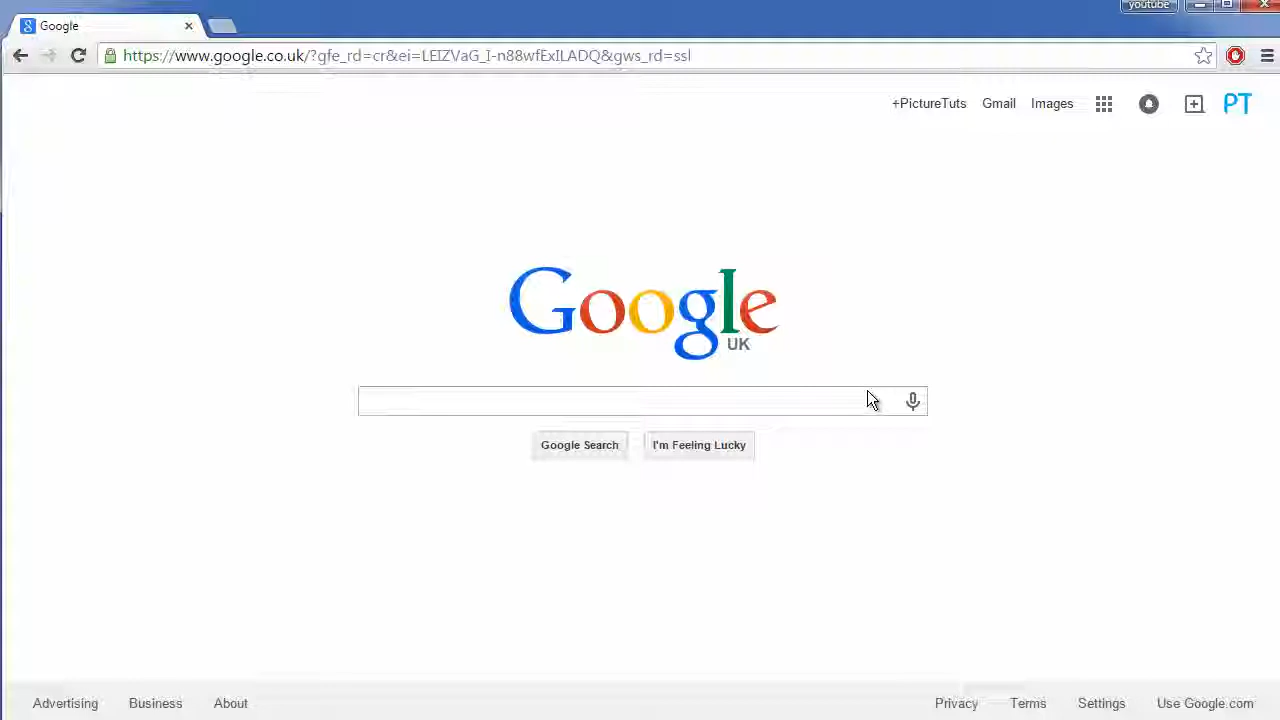 youtube
Google
https://www.google.co.uk/?gfe_rd=cr&ei=LEIZVaG_I-n88wfExILADQ&gws_rd=ssl
+PictureTuts Gmail Images PT
Google
UK
Google Search I'm Feeling Lucky
Advertising Business About Privacy Terms Settings Use Google.com